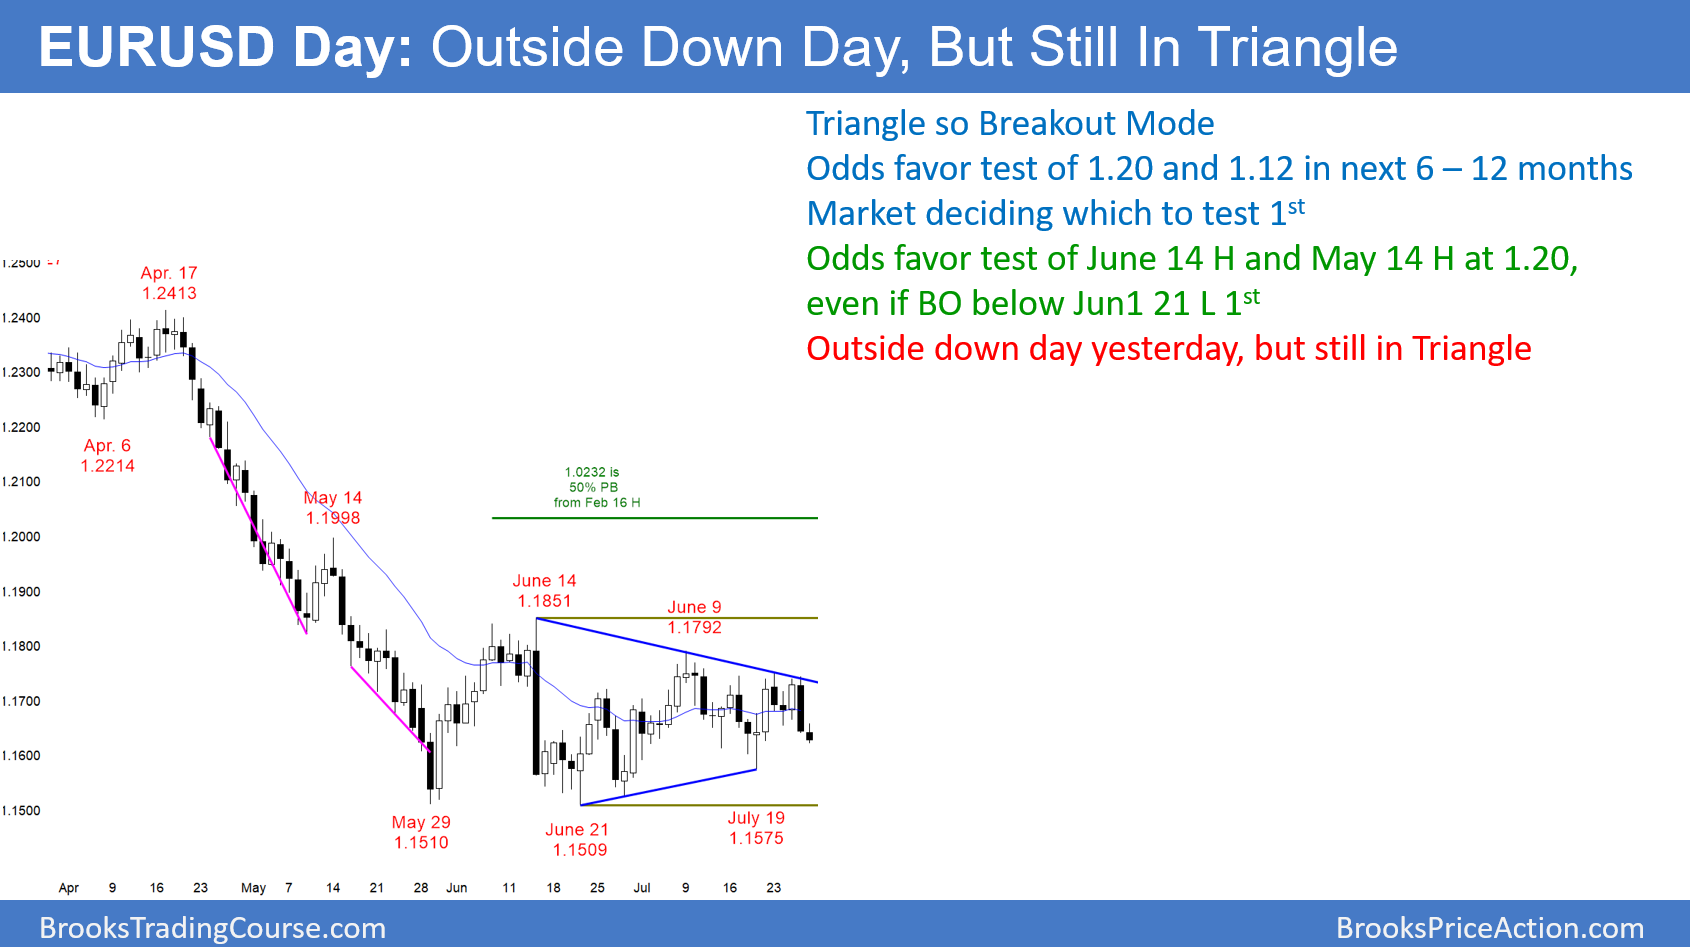 EURUSD Day: Outside Down Day, But Still In Triangle
Triangle so Breakout Mode
Odds favor test of 1.20 and 1.12 in next 6 – 12 months
Market deciding which to test 1st
Odds favor test of June 14 H and May 14 H at 1.20,
even if BO below Jun1 21 L 1st
Outside down day yesterday, but still in Triangle
1.2500
1.2400
1.2300
1.2200
1.2100
1.2000
1.1900
1.1800
1.1700
1.1600
1.1500
Apr. 17
1.2413
Apr. 6
1.2214
May 14
1.1998
1.0232 is
50% PB
from Feb 16 H
June 14
1.1851
June 9
1.1792
May 29
1.1510
June 21
1.1509
July 19
1.1575
Apr 9 16 23 May 7 14 21 28 Jun 11 18 25 Jul 9 16 23
BrooksTradingCourse.com
BrooksPriceAction.com